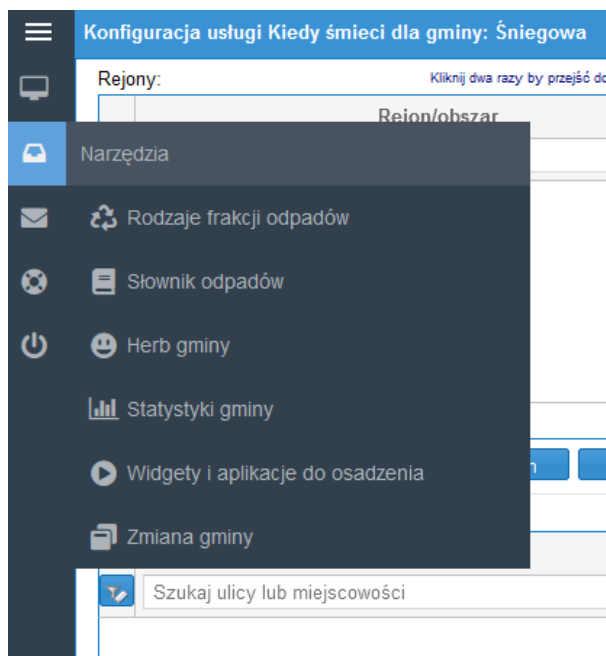 Konfiguracja usługi Kiedy śmieci dla gminy: Śniegowa
Rejony:
Kliknij dwa razy by przejść
Rejon/obszar
Narzędzia
Rodzaje frakcji odpadów
Słownik odpadów
Herb gminy
Statystyki gminy
Widgety i aplikacje do osadzenia
Zmiana gminy
Szukaj ulicy lub miejscowości